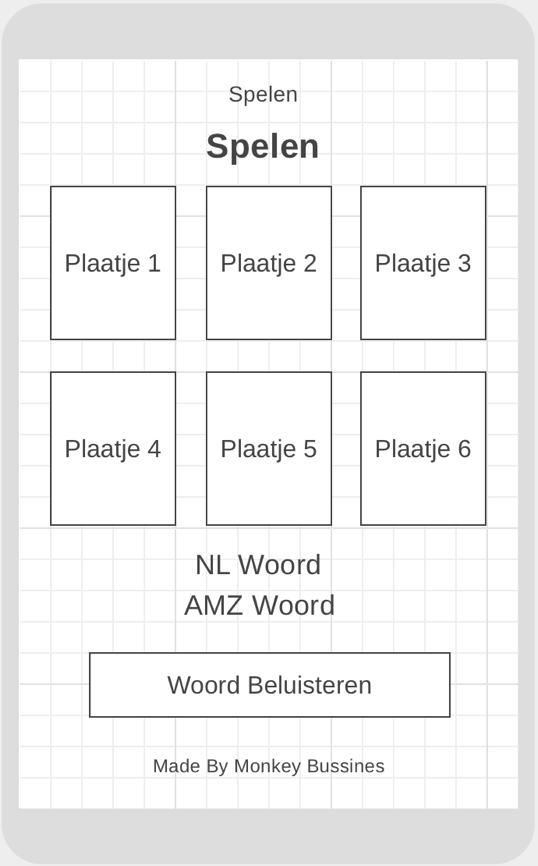 Spelen
Spelen
Plaatje 1 Plaatje 2 Plaatje 3
Plaatje 4 Plaatje 5 Plaatje 6
NL Woord
AMZ Woord
Woord Beluisteren
Made By Monkey Bussines